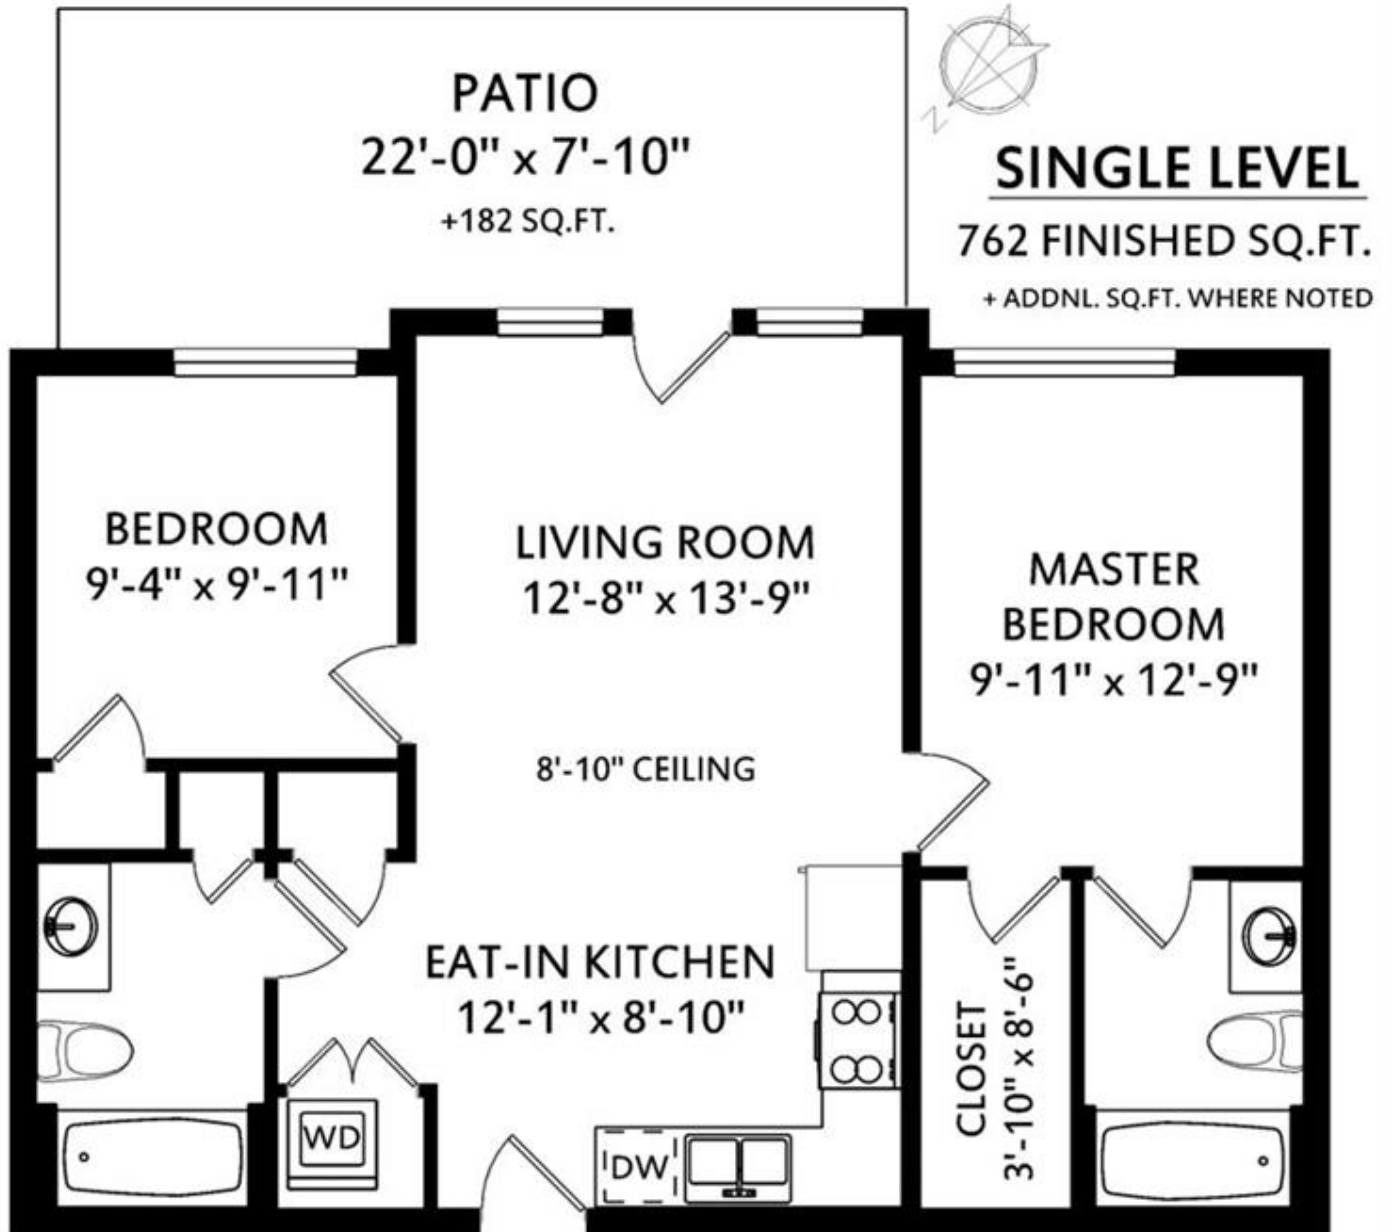 PATIO
22'-0" x 7'-10"
+182 SQ.FT.
N
SINGLE LEVEL
762 FINISHED SQ.FT.
+ ADDNL. SQ.FT. WHERE NOTED
BEDROOM
9'-4" x 9'-11"
LIVING ROOM
12'-8" x 13'-9"
MASTER
BEDROOM
9'-11" x 12'-9"
8'-10" CEILING
EAT-IN KITCHEN
12'-1" x 8'-10"
CLOSET
3'-10" x 8'-6"
WD
DW